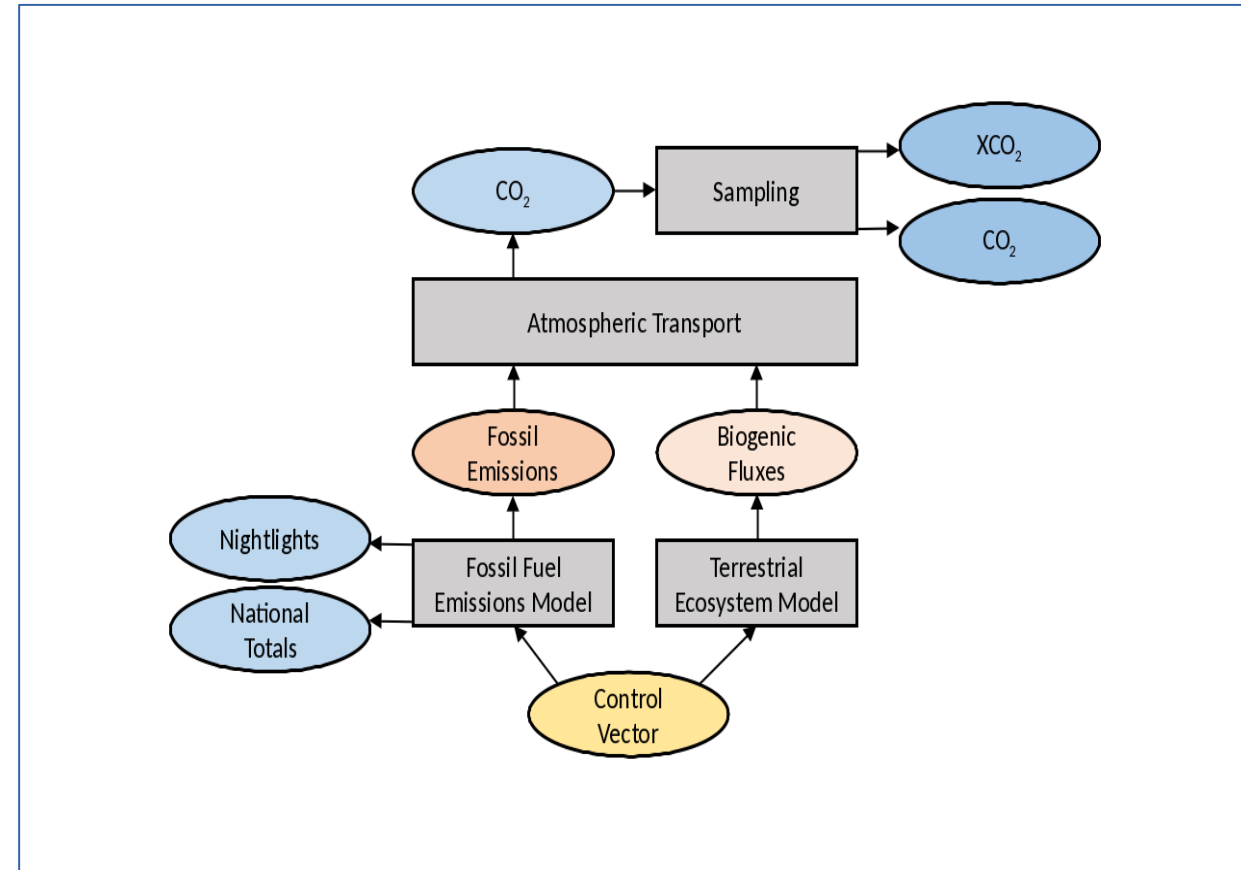 XCO₂
CO₂
Sampling
CO₂
Atmospheric Transport
Fossil
Emissions
Biogenic
Fluxes
Nightlights
Fossil Fuel
Emissions Model
Terrestrial
Ecosystem Model
National
Totals
Control
Vector